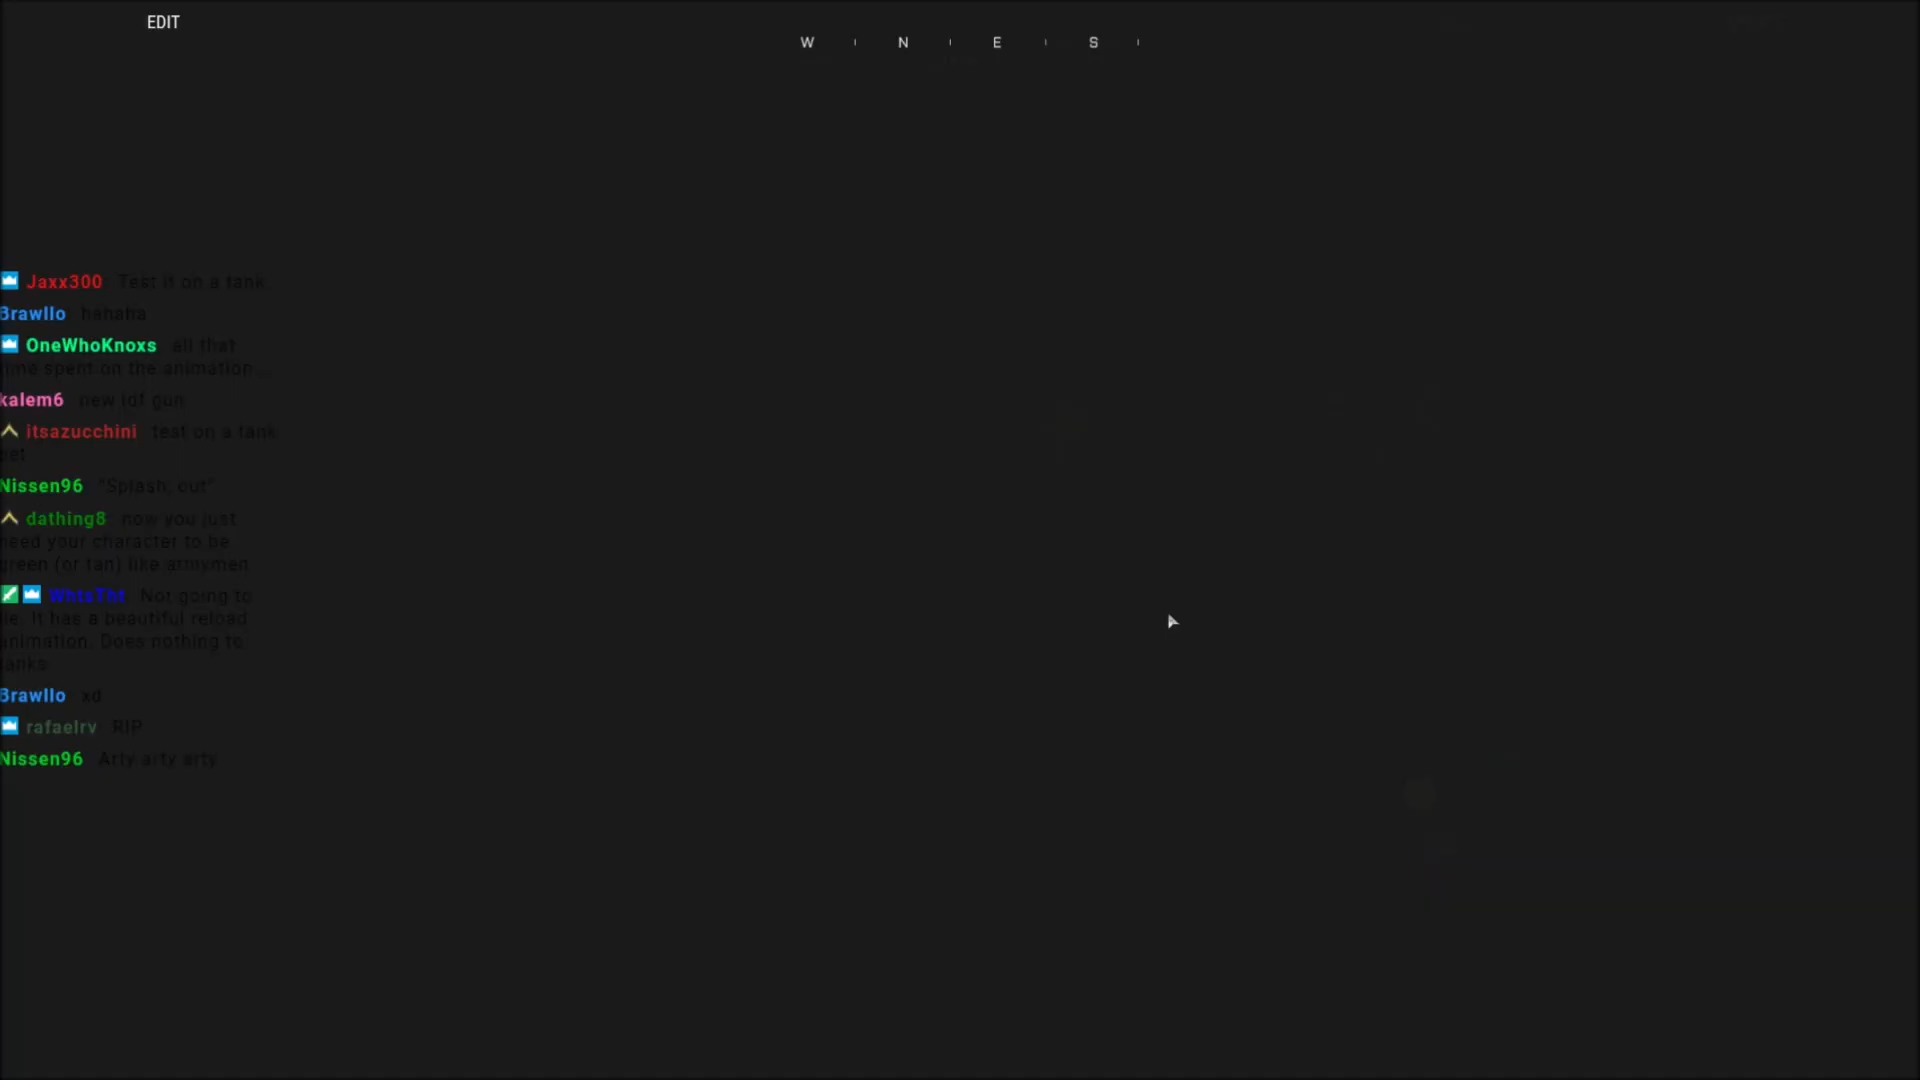 EDIT
W N E S
Jaxx300 Test it on a tank
Brawllo hahaha
OneWhoKnoxs all that
time spent on the animation...
kalem6 new idf gun
itsazucchini test on a tank
pet
Nissen96 "Splash, out"
dathing8 now you just
need your character to be
green (or tan) like armymen
WhtsTht Not going to
lie. It has a beautiful reload
animation. Does nothing to
tanks
Brawllo xd
rafaelrv RIP
Nissen96 Arty arty arty